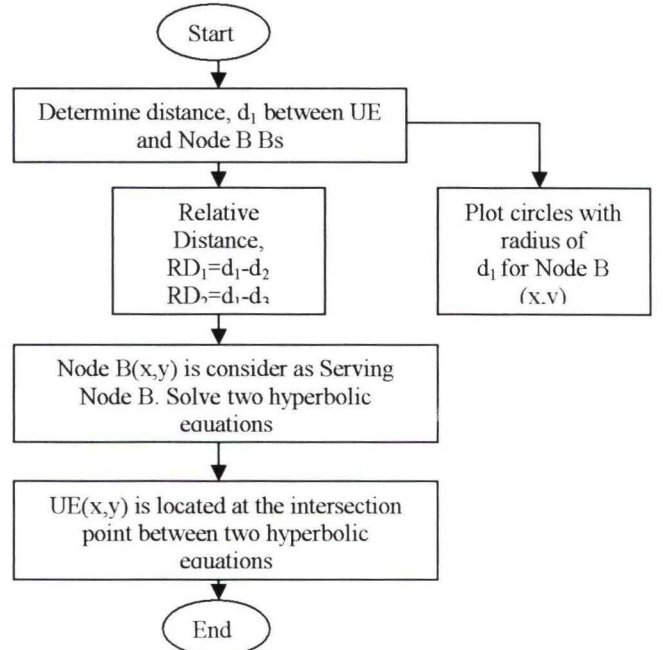 Start
Determine distance, d₁ between UE
and Node B Bs
Relative
Distance,
RD₁=d₁-d₂
RD₂=d₁-d₃
Plot circles with
radius of
d₁ for Node B
(x,y)
Node B(x,y) is consider as Serving
Node B. Solve two hyperbolic
equations
UE(x,y) is located at the intersection
point between two hyperbolic
equations
End